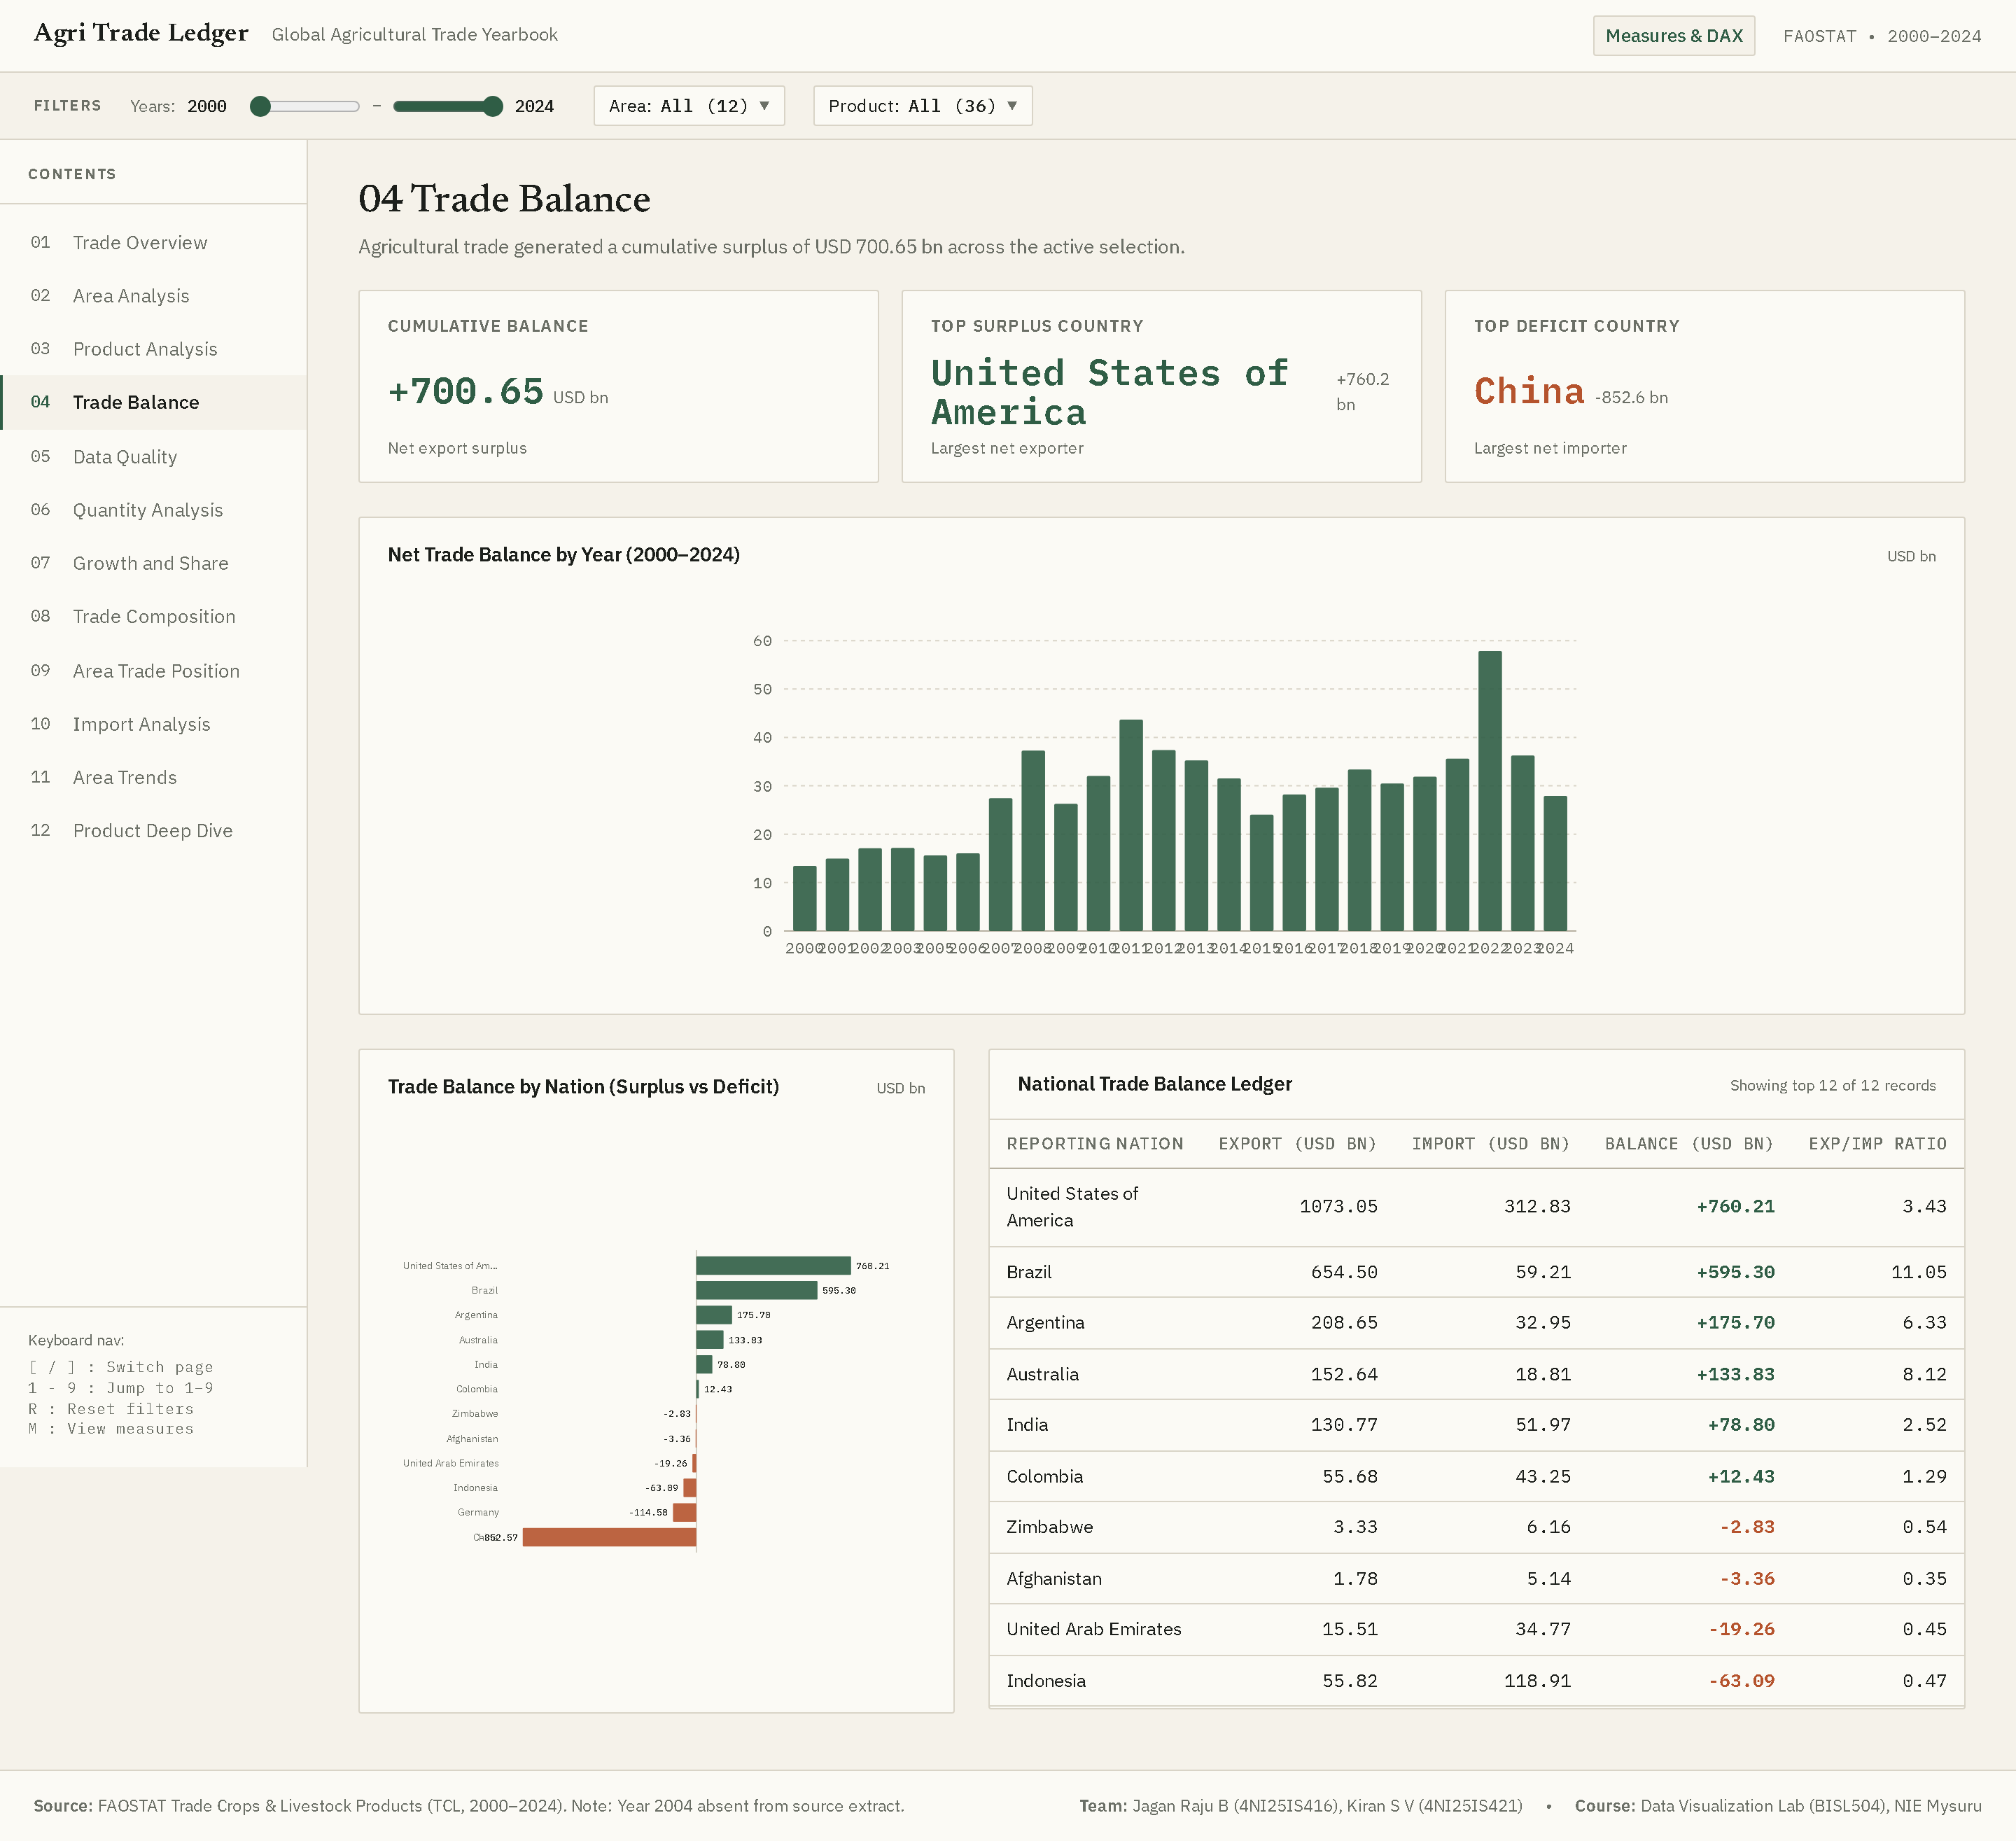 Agri Trade Ledger
Global Agricultural Trade Yearbook
Measures & DAX
FAOSTAT • 2000–2024
FILTERS
Years: 2000 – 2024
Area: All (12) ▼
Product: All (36) ▼
CONTENTS
01 Trade Overview
02 Area Analysis
03 Product Analysis
04 Trade Balance
05 Data Quality
06 Quantity Analysis
07 Growth and Share
08 Trade Composition
09 Area Trade Position
10 Import Analysis
11 Area Trends
12 Product Deep Dive
Keyboard nav:
[ / ] : Switch page
1 - 9 : Jump to 1–9
R : Reset filters
M : View measures
04 Trade Balance
Agricultural trade generated a cumulative surplus of USD 700.65 bn across the active selection.
CUMULATIVE BALANCE
+700.65 USD bn
Net export surplus
TOP SURPLUS COUNTRY
United States of
America
+760.2
bn
Largest net exporter
TOP DEFICIT COUNTRY
China -852.6 bn
Largest net importer
Net Trade Balance by Year (2000–2024)
USD bn
60
50
40
30
20
10
0
2000 2001 2002 2003 2005 2006 2007 2008 2009 2010 2011 2012 2013 2014 2015 2016 2017 2018 2019 2020 2021 2022 2023 2024
Trade Balance by Nation (Surplus vs Deficit)
USD bn
United States of Am… 760.21
Brazil 595.30
Argentina 175.70
Australia 133.83
India 78.80
Colombia 12.43
Zimbabwe -2.83
Afghanistan -3.36
United Arab Emirates -19.26
Indonesia -63.09
Germany -114.50
China -852.57
National Trade Balance Ledger
Showing top 12 of 12 records
REPORTING NATION EXPORT (USD BN) IMPORT (USD BN) BALANCE (USD BN) EXP/IMP RATIO
United States of
America 1073.05 312.83 +760.21 3.43
Brazil 654.50 59.21 +595.30 11.05
Argentina 208.65 32.95 +175.70 6.33
Australia 152.64 18.81 +133.83 8.12
India 130.77 51.97 +78.80 2.52
Colombia 55.68 43.25 +12.43 1.29
Zimbabwe 3.33 6.16 -2.83 0.54
Afghanistan 1.78 5.14 -3.36 0.35
United Arab Emirates 15.51 34.77 -19.26 0.45
Indonesia 55.82 118.91 -63.09 0.47
Source: FAOSTAT Trade Crops & Livestock Products (TCL, 2000–2024). Note: Year 2004 absent from source extract.
Team: Jagan Raju B (4NI25IS416), Kiran S V (4NI25IS421) • Course: Data Visualization Lab (BISL504), NIE Mysuru